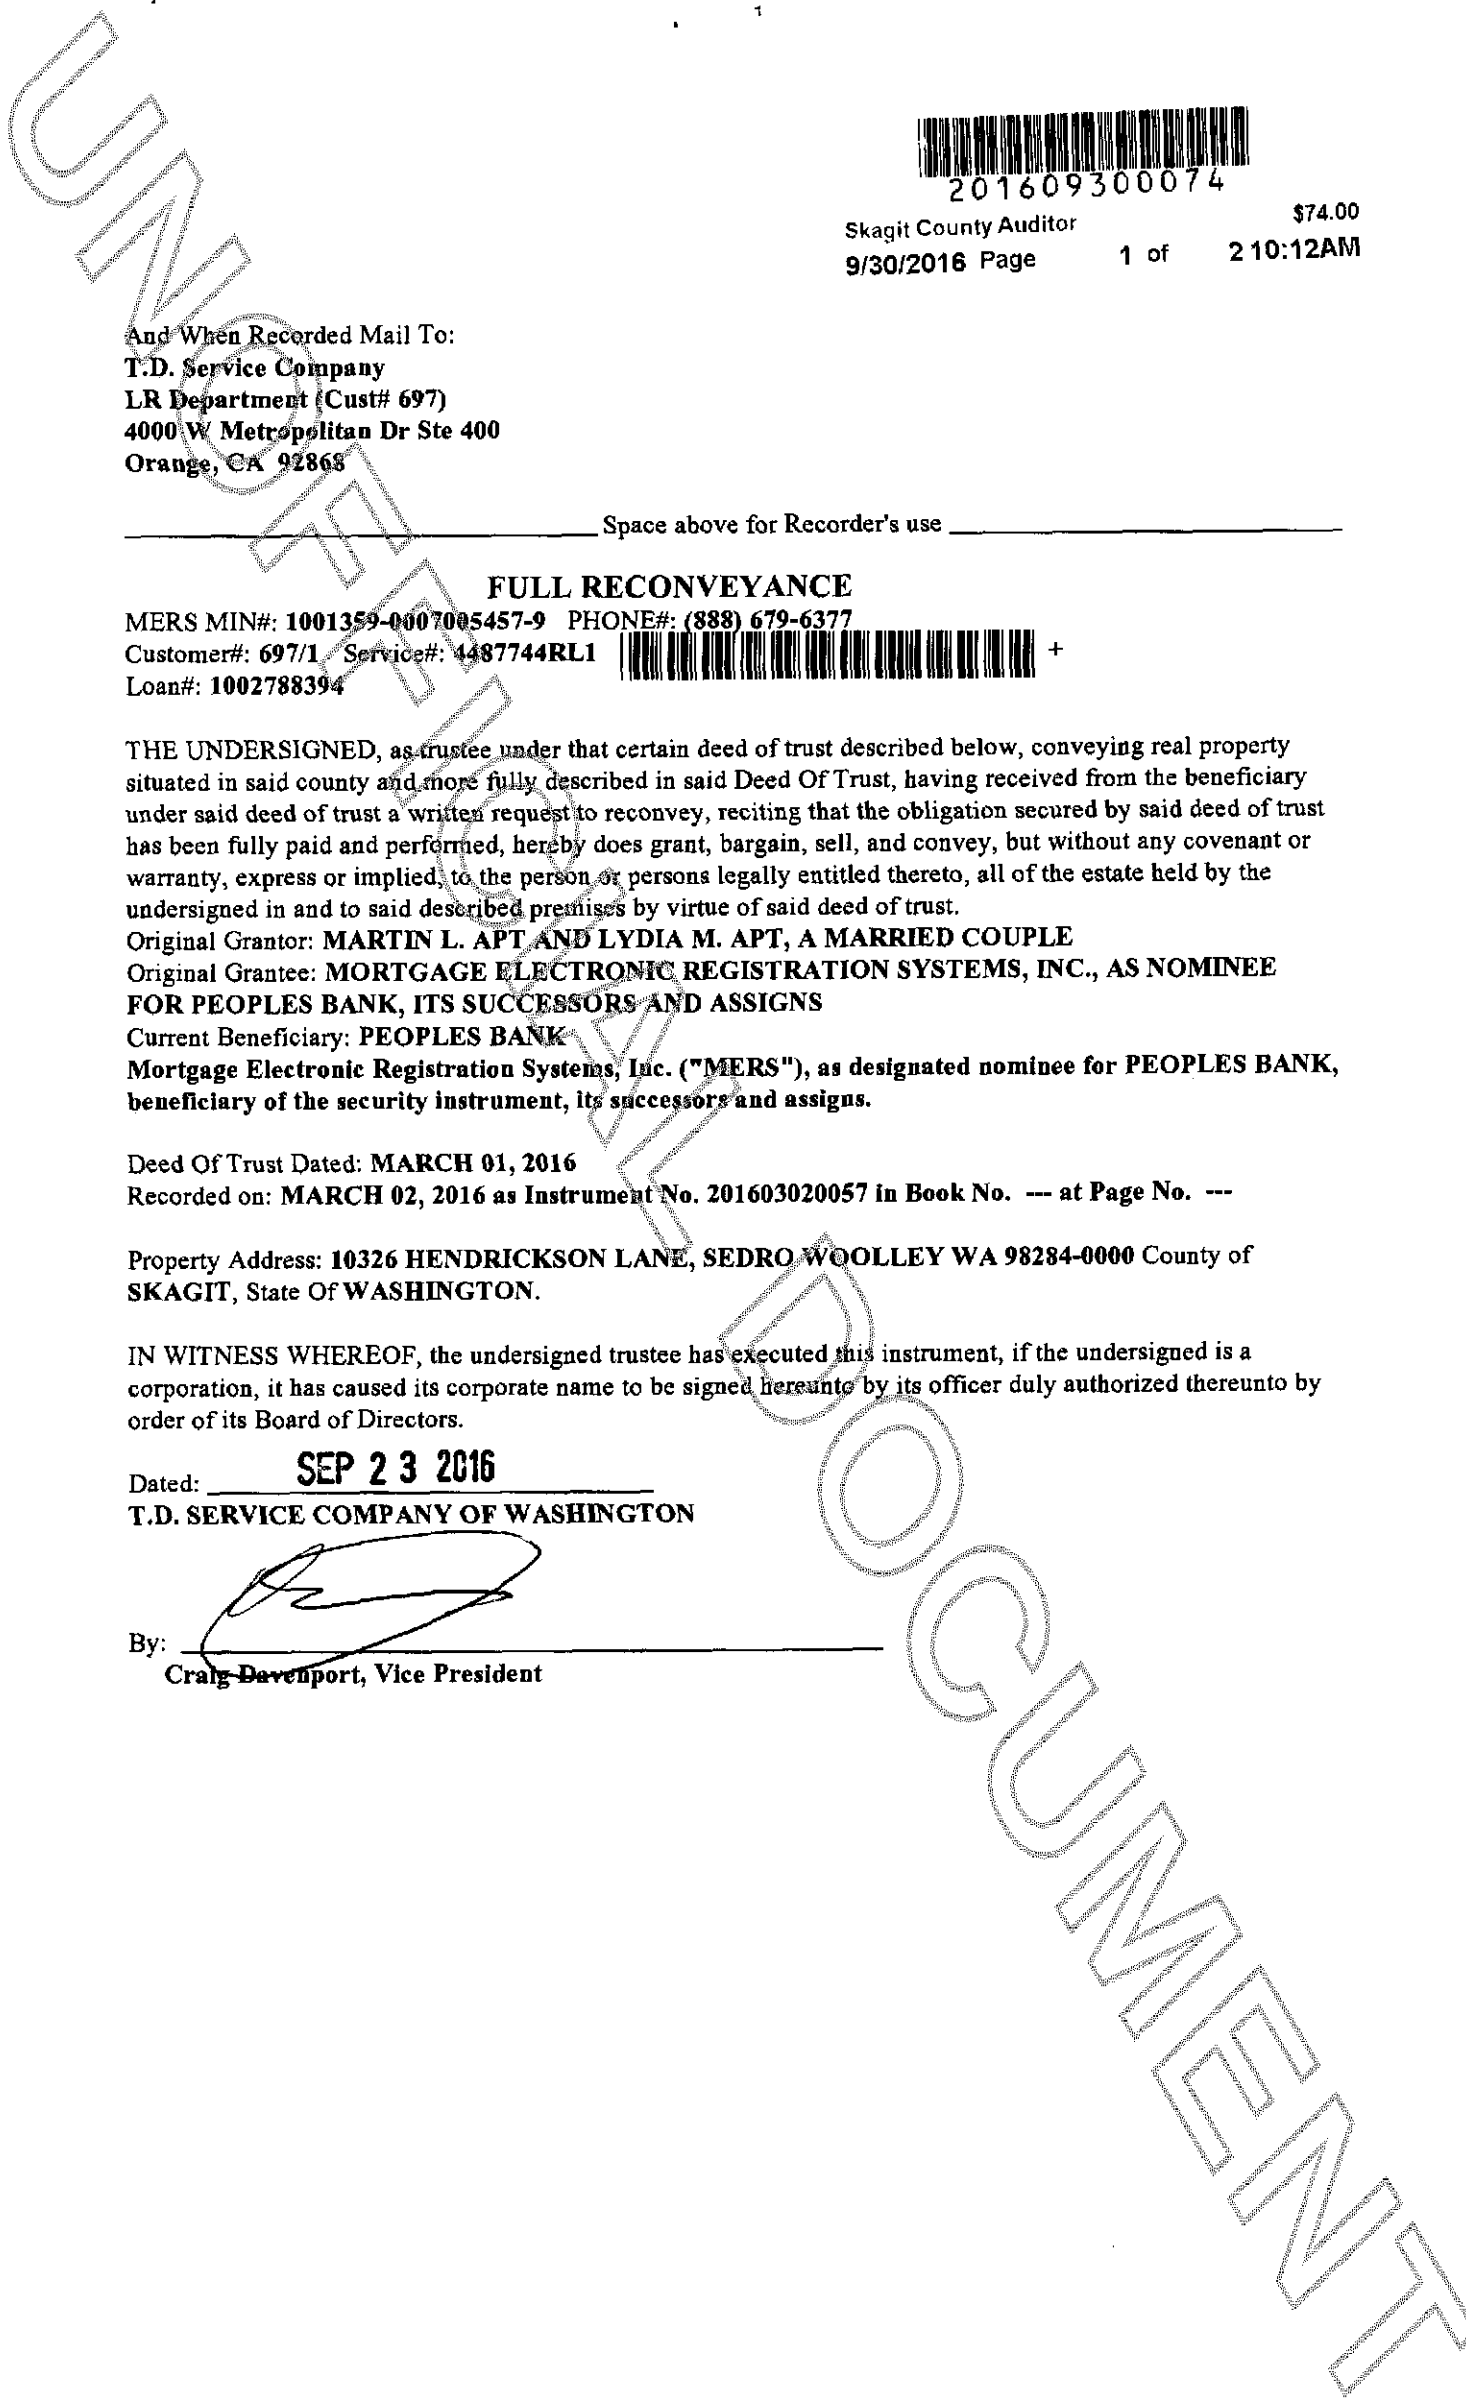 201609300074
Skagit County Auditor $74.00
9/30/2016 Page 1 of 2 10:12AM
And When Recorded Mail To:
T.D. Service Company
LR Department (Cust# 697)
4000 W Metropolitan Dr Ste 400
Orange, CA 92868
Space above for Recorder's use
FULL RECONVEYANCE
MERS MIN#: 1001359-0007005457-9 PHONE#: (888) 679-6377
Customer#: 697/1 Service#: 4487744RL1 +
Loan#: 1002788394
THE UNDERSIGNED, as trustee under that certain deed of trust described below, conveying real property
situated in said county and more fully described in said Deed Of Trust, having received from the beneficiary
under said deed of trust a written request to reconvey, reciting that the obligation secured by said deed of trust
has been fully paid and performed, hereby does grant, bargain, sell, and convey, but without any covenant or
warranty, express or implied, to the person or persons legally entitled thereto, all of the estate held by the
undersigned in and to said described premises by virtue of said deed of trust.
Original Grantor: MARTIN L. APT AND LYDIA M. APT, A MARRIED COUPLE
Original Grantee: MORTGAGE ELECTRONIC REGISTRATION SYSTEMS, INC., AS NOMINEE
FOR PEOPLES BANK, ITS SUCCESSORS AND ASSIGNS
Current Beneficiary: PEOPLES BANK
Mortgage Electronic Registration Systems, Inc. ("MERS"), as designated nominee for PEOPLES BANK,
beneficiary of the security instrument, its successors and assigns.
Deed Of Trust Dated: MARCH 01, 2016
Recorded on: MARCH 02, 2016 as Instrument No. 201603020057 in Book No. --- at Page No. ---
Property Address: 10326 HENDRICKSON LANE, SEDRO WOOLLEY WA 98284-0000 County of
SKAGIT, State Of WASHINGTON.
IN WITNESS WHEREOF, the undersigned trustee has executed this instrument, if the undersigned is a
corporation, it has caused its corporate name to be signed hereunto by its officer duly authorized thereunto by
order of its Board of Directors.
Dated: SEP 23 2016
T.D. SERVICE COMPANY OF WASHINGTON
By:
Craig Davenport, Vice President
UNOFFICIAL DOCUMENT